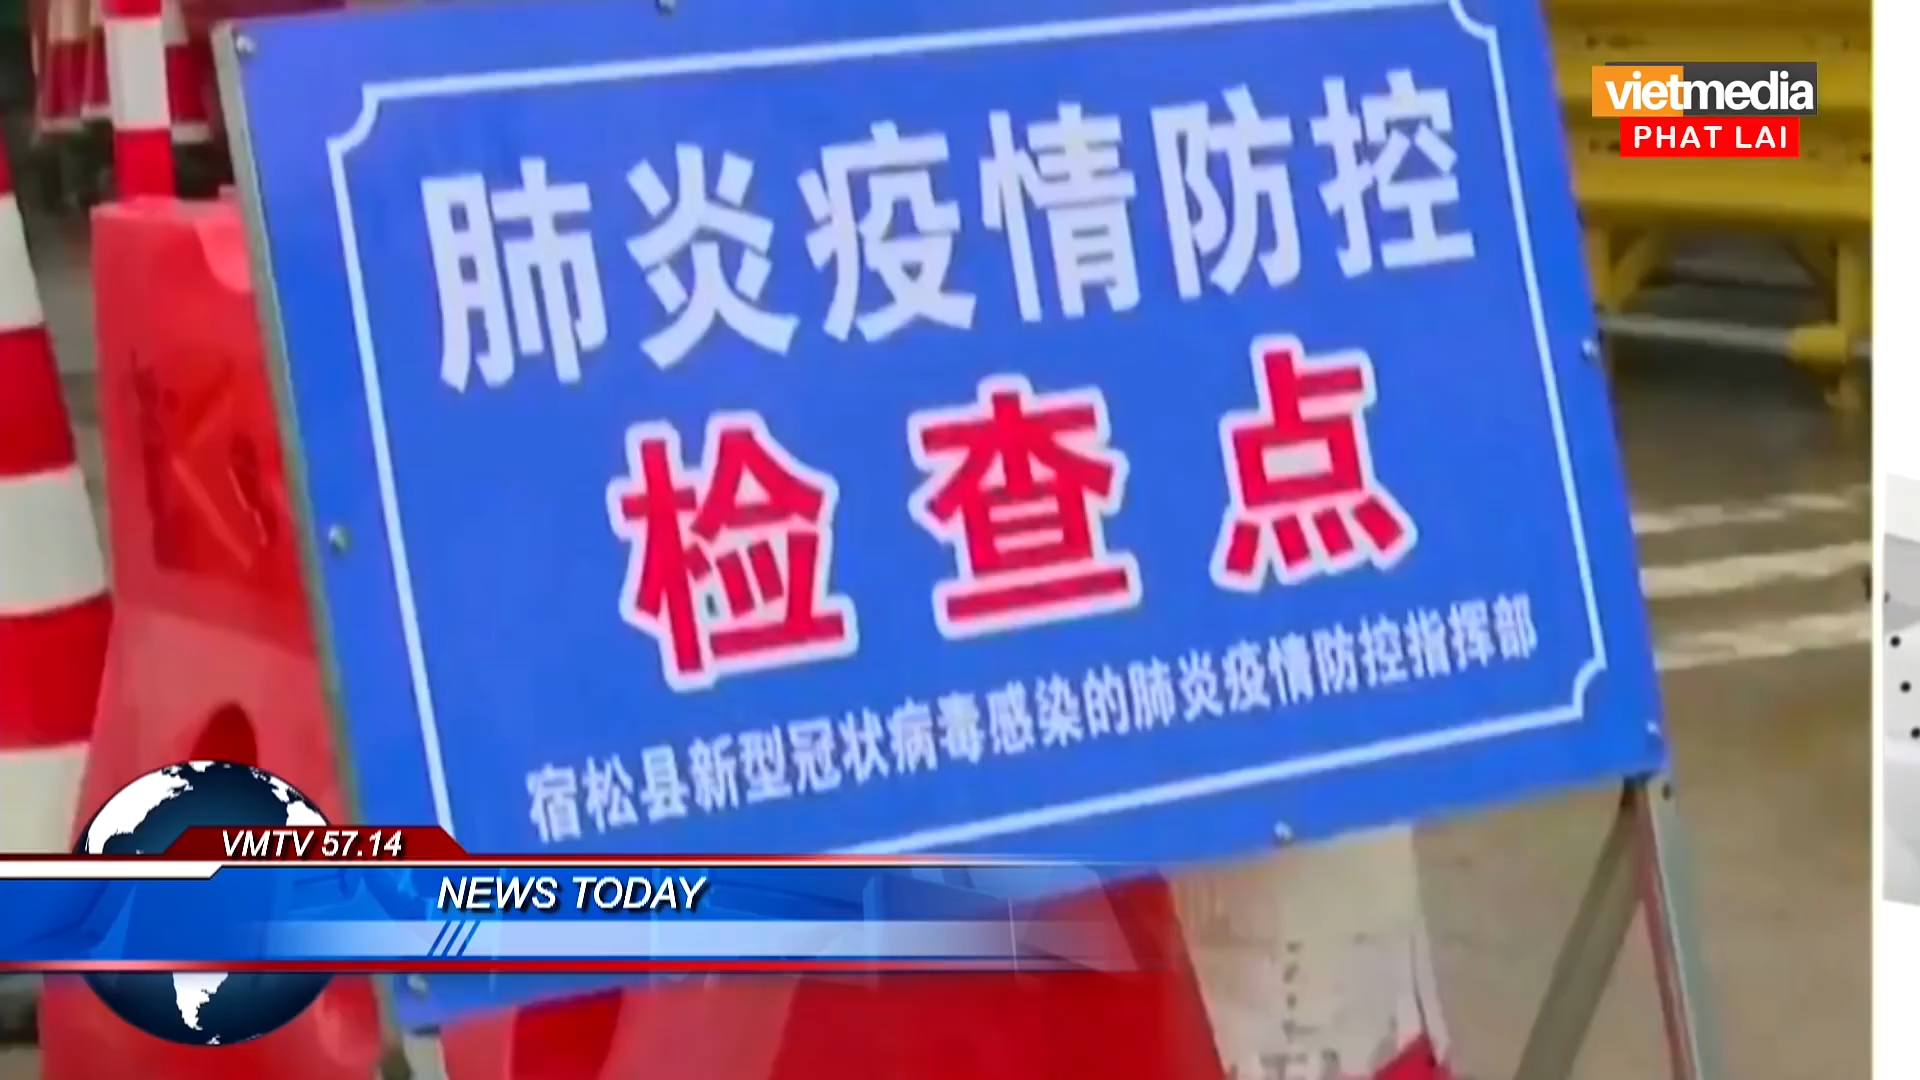 vietmedia
PHAT LAI
肺炎疫情防控
检查点
宿松县新型冠状病毒感染的肺炎疫情防控指挥部
VMTV 57.14
NEWS TODAY